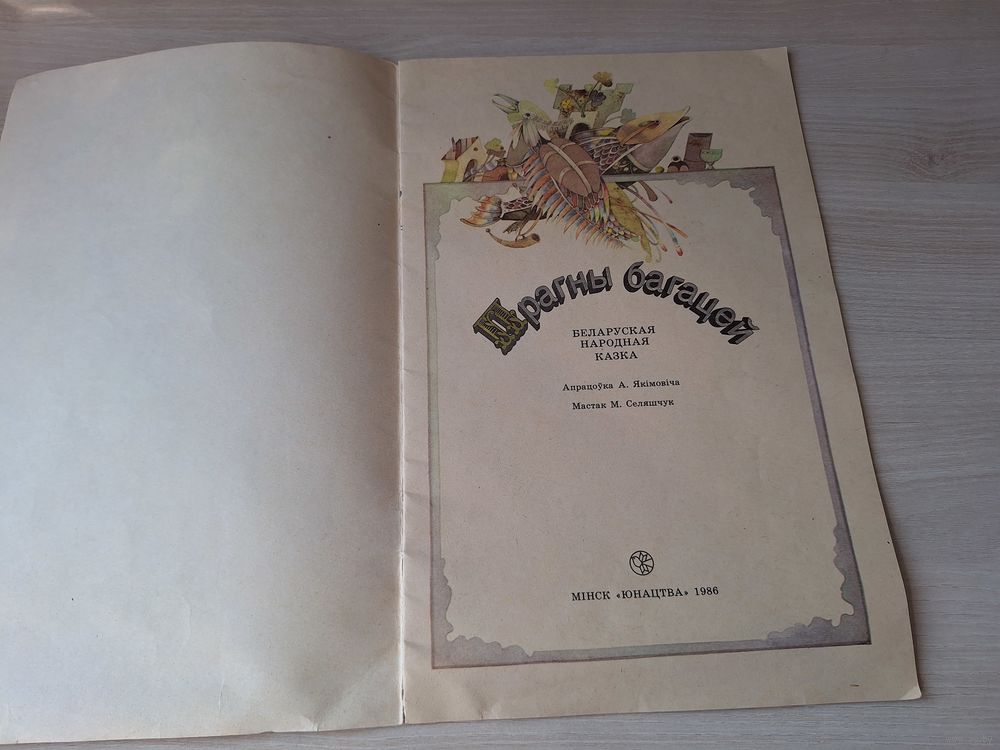 Прагны багацей
БЕЛАРУСКАЯ
НАРОДНАЯ
КАЗКА
Апрацоўка А. Якімовіча
Мастак М. Селяшчук
МІНСК «ЮНАЦТВА» 1986